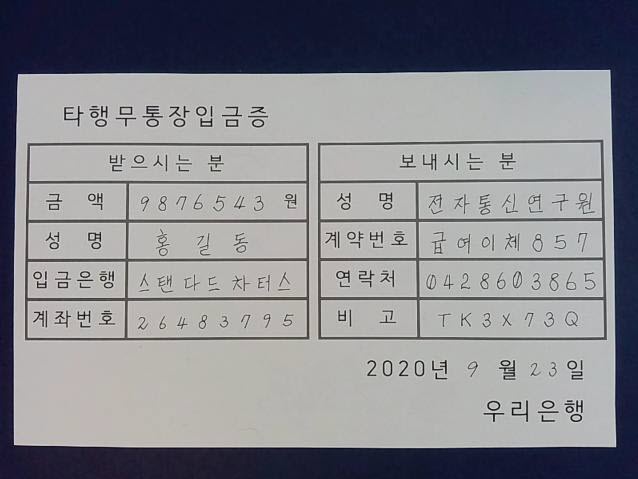 타행무통장입금증
받으시는 분 보내시는 분
금 액 9876543 원 성 명 전자통신연구원
성 명 홍길동 계약번호 급여이체857
입금은행 스탠다드차터스 연락처 0428603865
계좌번호 26483795 비 고 TK3X73Q
2020년 9 월 23 일
우리은행